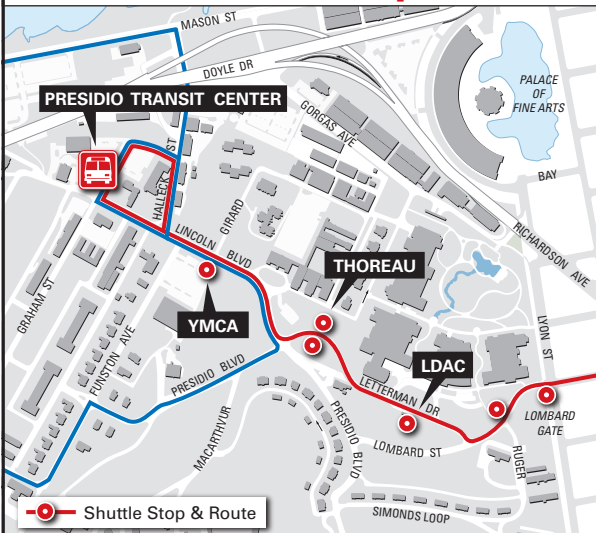 MASON ST
DOYLE DR
PALACE
OF
FINE ARTS
PRESIDIO TRANSIT CENTER
GORGAS AVE
HALLECK ST
BAY
GIRARD
RICHARDSON AVE
LINCOLN BLVD
THOREAU
GRAHAM ST
YMCA
LYON ST
FUNSTON AVE
PRESIDIO BLVD
LDAC
LETTERMAN DR
MACARTHVUR
PRESIDIO BLVD
LOMBARD
GATE
LOMBARD ST
RUGER
SIMONDS LOOP
Shuttle Stop & Route